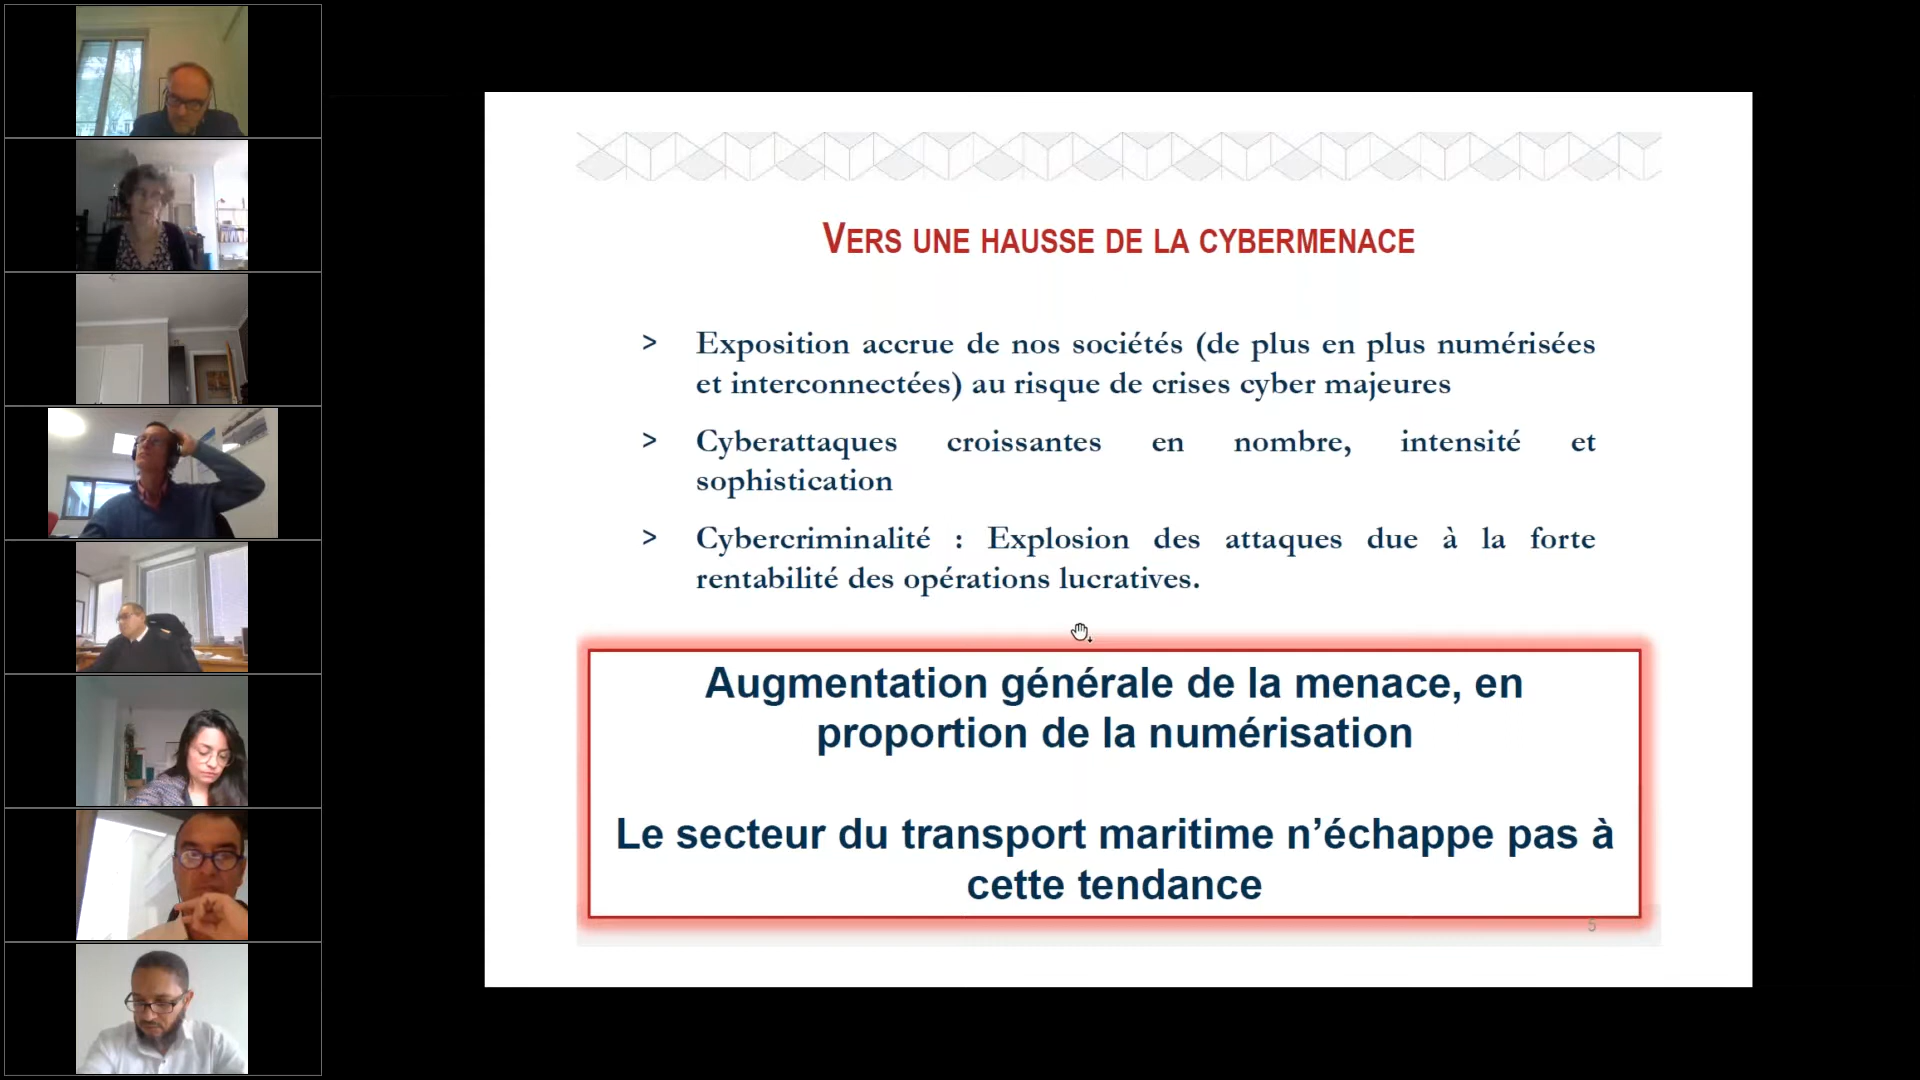 VERS UNE HAUSSE DE LA CYBERMENACE
> Exposition accrue de nos sociétés (de plus en plus numérisées
et interconnectées) au risque de crises cyber majeures
> Cyberattaques croissantes en nombre, intensité et
sophistication
> Cybercriminalité : Explosion des attaques due à la forte
rentabilité des opérations lucratives.
Augmentation générale de la menace, en
proportion de la numérisation
Le secteur du transport maritime n’échappe pas à
cette tendance
5